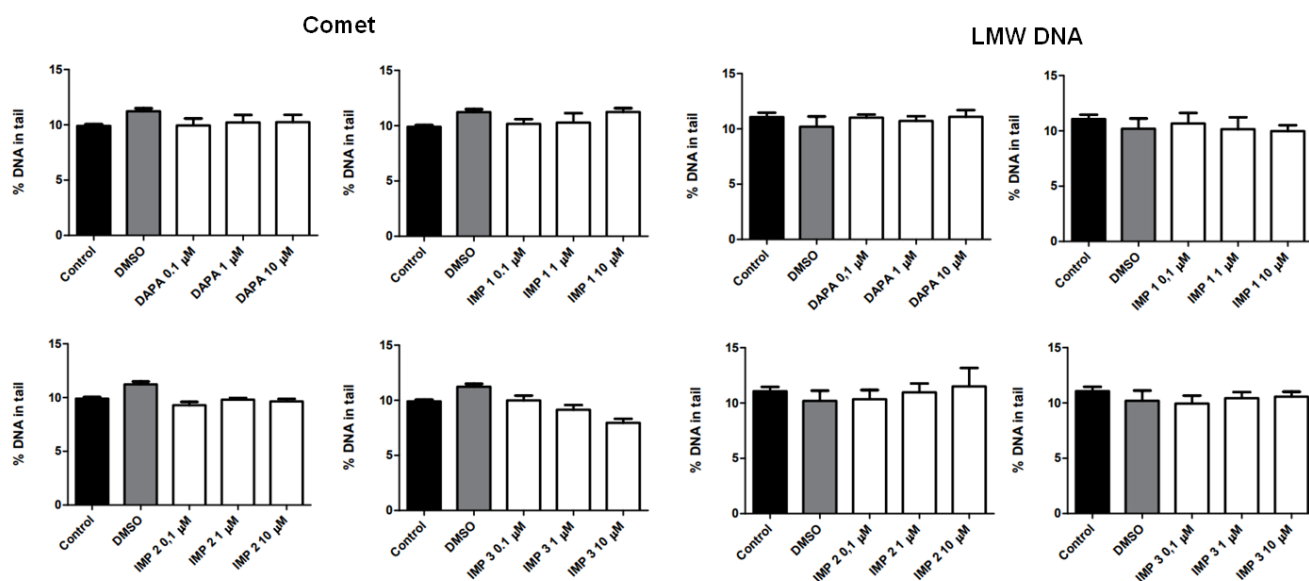 Comet
LMW DNA
% DNA in tail
15
10
5
0
Control
DMSO
DAPA 0.1 µM
DAPA 1 µM
DAPA 10 µM
% DNA in tail
15
10
5
0
Control
DMSO
IMP 1 0,1 µM
IMP 1 1 µM
IMP 1 10 µM
% DNA in tail
15
10
5
0
Control
DMSO
DAPA 0,1 µM
DAPA 1 µM
DAPA 10 µM
% DNA in tail
15
10
5
0
Control
DMSO
IMP 1 0,1 µM
IMP 1 1 µM
IMP 1 10 µM
% DNA in tail
15
10
5
0
Control
DMSO
IMP 2 0,1 µM
IMP 2 1 µM
IMP 2 10 µM
% DNA in tail
15
10
5
0
Control
DMSO
IMP 3 0,1 µM
IMP 3 1 µM
IMP 3 10 µM
% DNA in tail
15
10
5
0
Control
DMSO
IMP 2 0,1 µM
IMP 2 1 µM
IMP 2 10 µM
% DNA in tail
15
10
5
0
Control
DMSO
IMP 3 0,1 µM
IMP 3 1 µM
IMP 3 10 µM